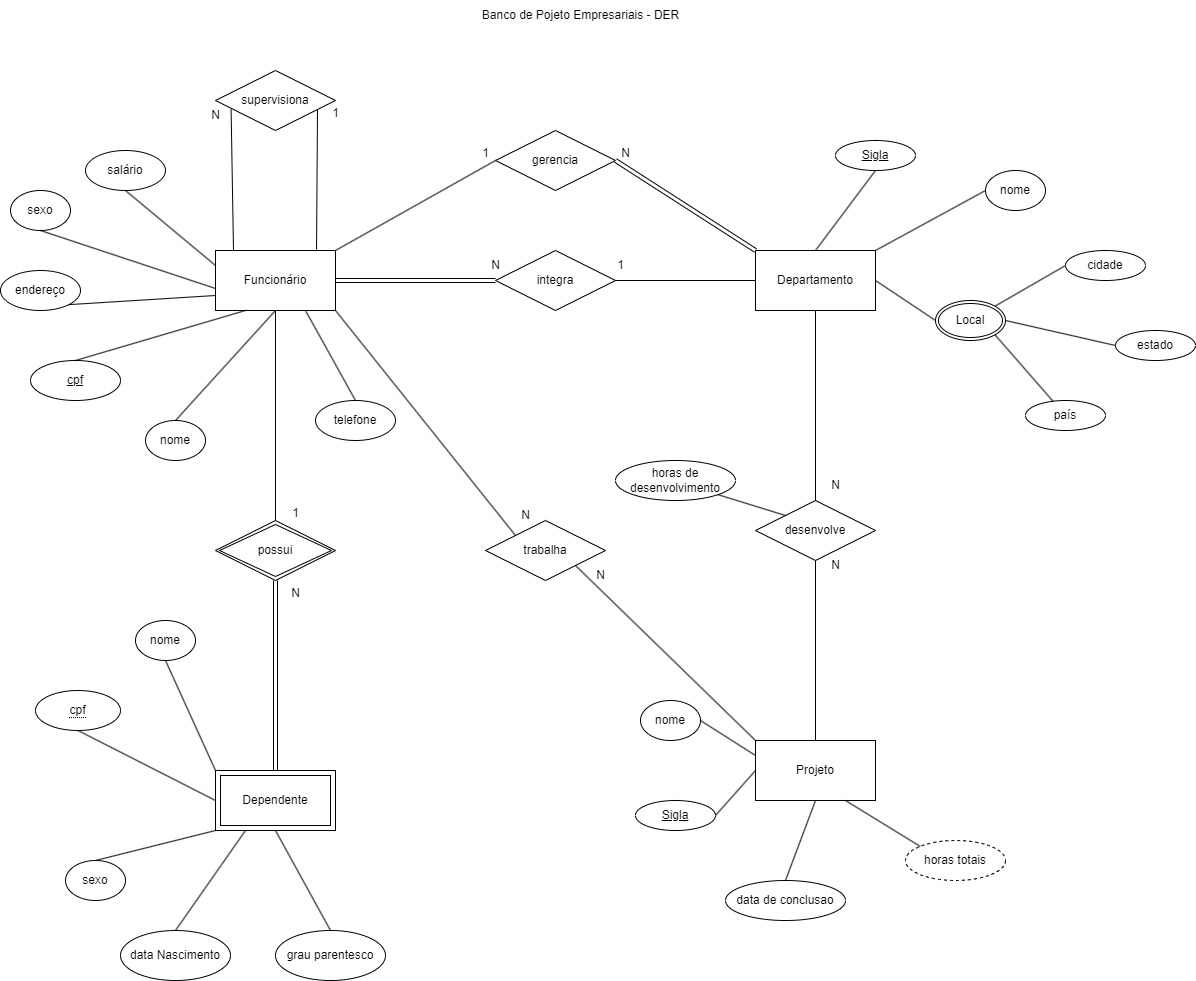 Banco de Pojeto Empresariais - DER
supervisiona
N
1
salário
sexo
endereço
cpf
nome
telefone
Funcionário
1
gerencia
N
N
integra
1
Sigla
nome
Departamento
Local
cidade
estado
país
horas de
desenvolvimento
N
desenvolve
N
1
possui
N
N
trabalha
N
nome
cpf
Dependente
sexo
data Nascimento
grau parentesco
nome
Projeto
Sigla
horas totais
data de conclusao